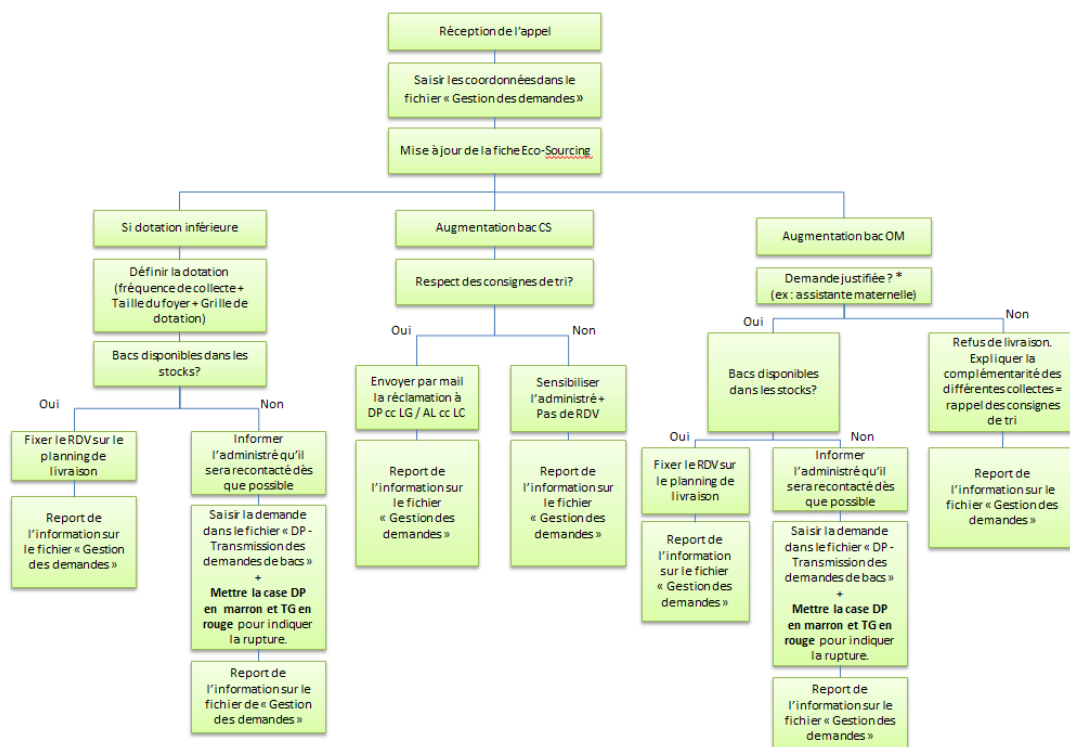 Réception de l'appel
Saisir les coordonnées dans le
fichier « Gestion des demandes»
Mise à jour de la fiche Eco-Sourcing
Si dotation inférieure
Définir la dotation
(fréquence de collecte +
Taille du foyer + Grille de
dotation)
Bacs disponibles dans les
stocks?
Oui
Non
Fixer le RDV sur le
planning de
livraison
Report de
l'information sur
le fichier « Gestion
des demandes »
Informer
l'administré qu'il
sera recontacté dès
que possible
Saisir la demande
dans le fichier « DP -
Transmission des
demandes de bacs »
+
Mettre la case DP
en marron et TG en
rouge pour indiquer
la rupture.
Report de
l'information sur le
fichier de « Gestion
des demandes »
Augmentation bac CS
Respect des consignes de tri?
Oui
Non
Envoyer par mail
la réclamation à
DP cc LG / AL cc LC
Report de
l'information sur
le fichier
« Gestion des
demandes »
Sensibiliser
l'administré +
Pas de RDV
Report de
l'information sur
le fichier
« Gestion des
demandes »
Augmentation bac OM
Demande justifiée ? *
(ex : assistante maternelle)
Oui
Non
Bacs disponibles
dans les stocks?
Oui
Non
Fixer le RDV sur
le planning de
livraison
Report de
l'information
sur le fichier
« Gestion des
demandes »
Informer
l'administré qu'il
sera recontacté dès
que possible
Saisir la demande
dans le fichier « DP -
Transmission des
demandes de bacs »
+
Mettre la case DP
en marron et TG en
rouge pour indiquer
la rupture.
Report de
l'information sur le
fichier « Gestion des
demandes »
Refus de livraison.
Expliquer la
complémentarité des
différentes collectes =
rappel des consignes
de tri
Report de
l'information sur le
fichier « Gestion des
demandes »